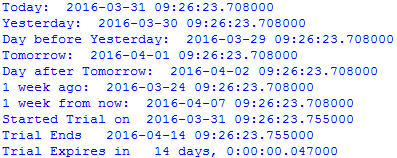 Today:  2016-03-31 09:26:23.708000
Yesterday:  2016-03-30 09:26:23.708000
Day before Yesterday:  2016-03-29 09:26:23.708000
Tomorrow:  2016-04-01 09:26:23.708000
Day after Tomorrow:  2016-04-02 09:26:23.708000
1 week ago:  2016-03-24 09:26:23.708000
1 week from now:  2016-04-07 09:26:23.708000
Started Trial on  2016-03-31 09:26:23.755000
Trial Ends   2016-04-14 09:26:23.755000
Trial Expires in   14 days, 0:00:00.047000